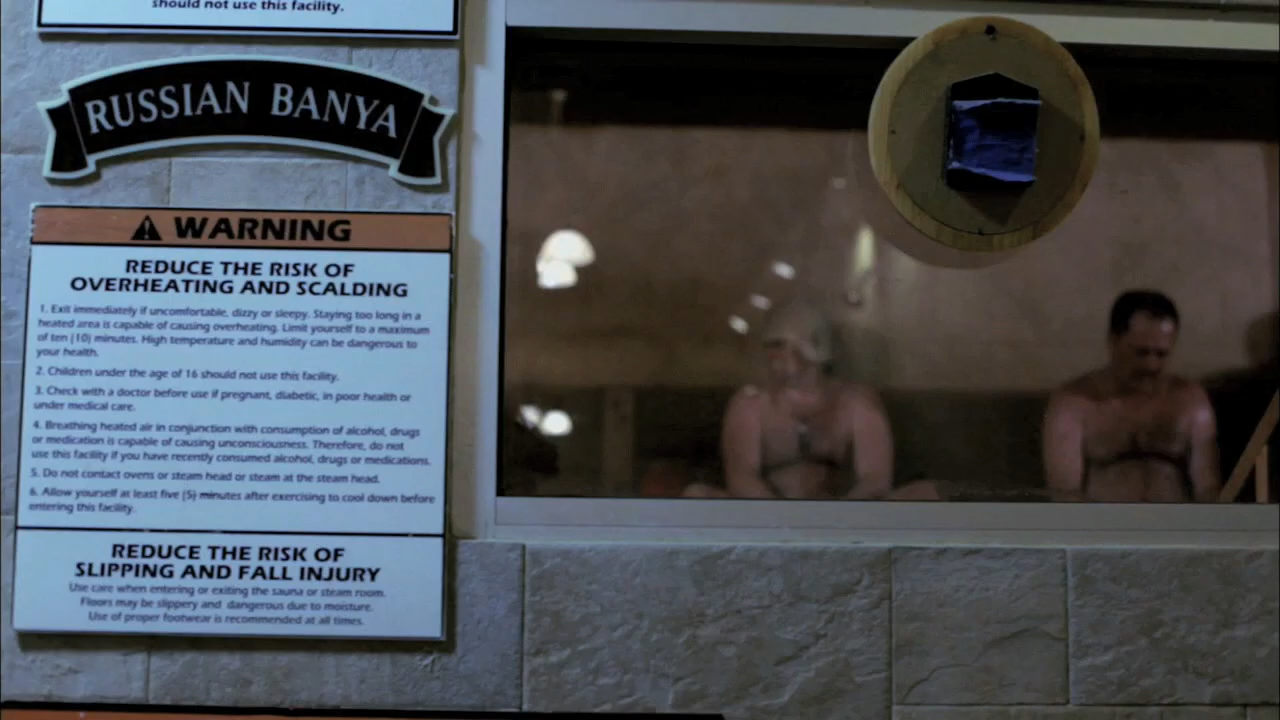 should not use this facility.
RUSSIAN BANYA
WARNING
REDUCE THE RISK OF
OVERHEATING AND SCALDING
1. Exit immediately if uncomfortable, dizzy or sleepy. Staying too long in a
heated area is capable of causing overheating. Limit yourself to a maximum
of ten (10) minutes. High temperature and humidity can be dangerous to
your health.
2. Children under the age of 16 should not use this facility.
3. Check with a doctor before use if pregnant, diabetic, in poor health or
under medical care.
4. Breathing heated air in conjunction with consumption of alcohol, drugs
or medication is capable of causing unconsciousness. Therefore, do not
use this facility if you have recently consumed alcohol, drugs or medications.
5. Do not contact ovens or steam head or steam at the steam head.
6. Allow yourself at least five (5) minutes after exercising to cool down before
entering this facility.
REDUCE THE RISK OF
SLIPPING AND FALL INJURY
Use care when entering or exiting the sauna or steam room.
Floors may be slippery and dangerous due to moisture.
Use of proper footwear is recommended at all times.